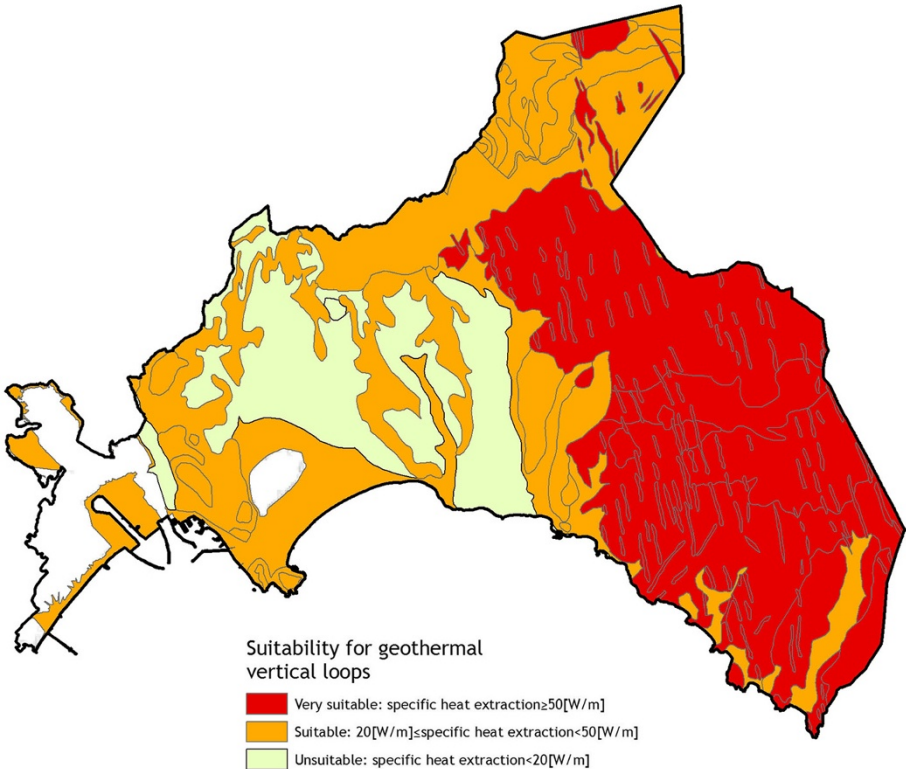 Suitability for geothermal
vertical loops
Very suitable: specific heat extraction≥50[W/m]
Suitable: 20[W/m]≤specific heat extraction<50[W/m]
Unsuitable: specific heat extraction<20[W/m]